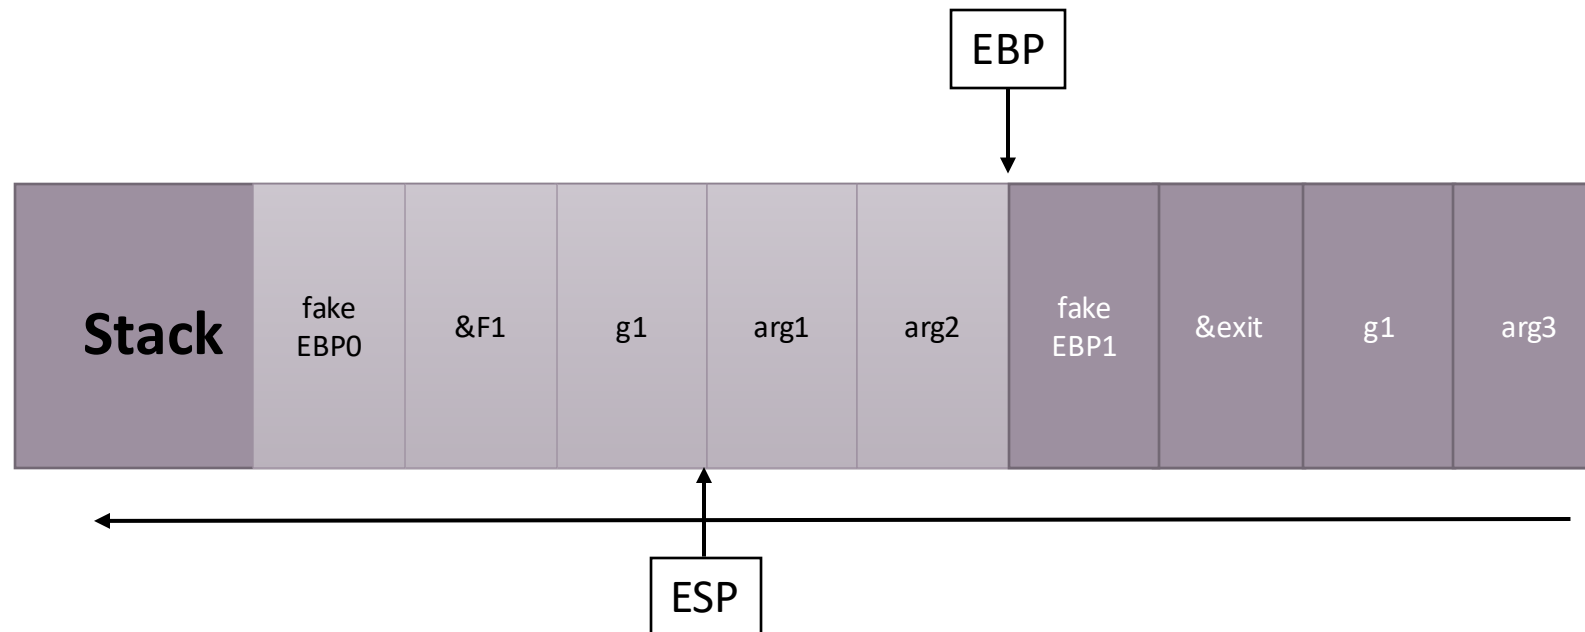 EBP
Stack
fake
EBP0
&F1
g1
arg1
arg2
fake
EBP1
&exit
g1
arg3
ESP